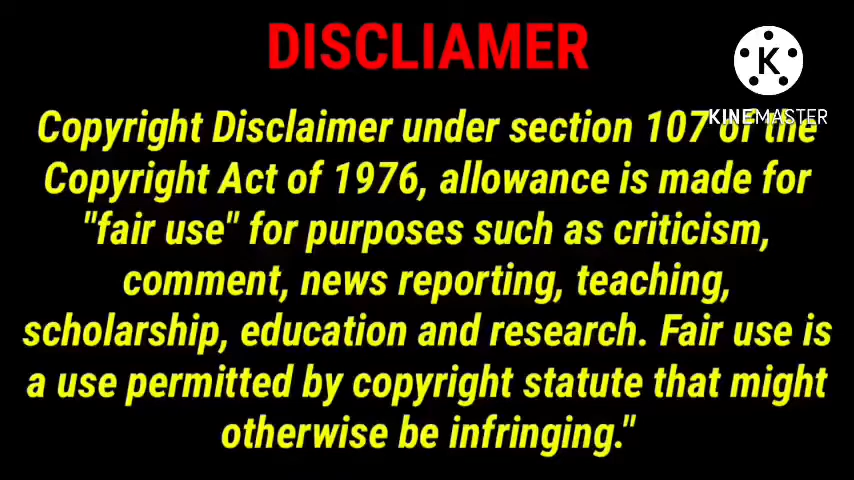 DISCLIAMER
K
KINEMASTER
Copyright Disclaimer under section 107 of the
Copyright Act of 1976, allowance is made for
"fair use" for purposes such as criticism,
comment, news reporting, teaching,
scholarship, education and research. Fair use is
a use permitted by copyright statute that might
otherwise be infringing."